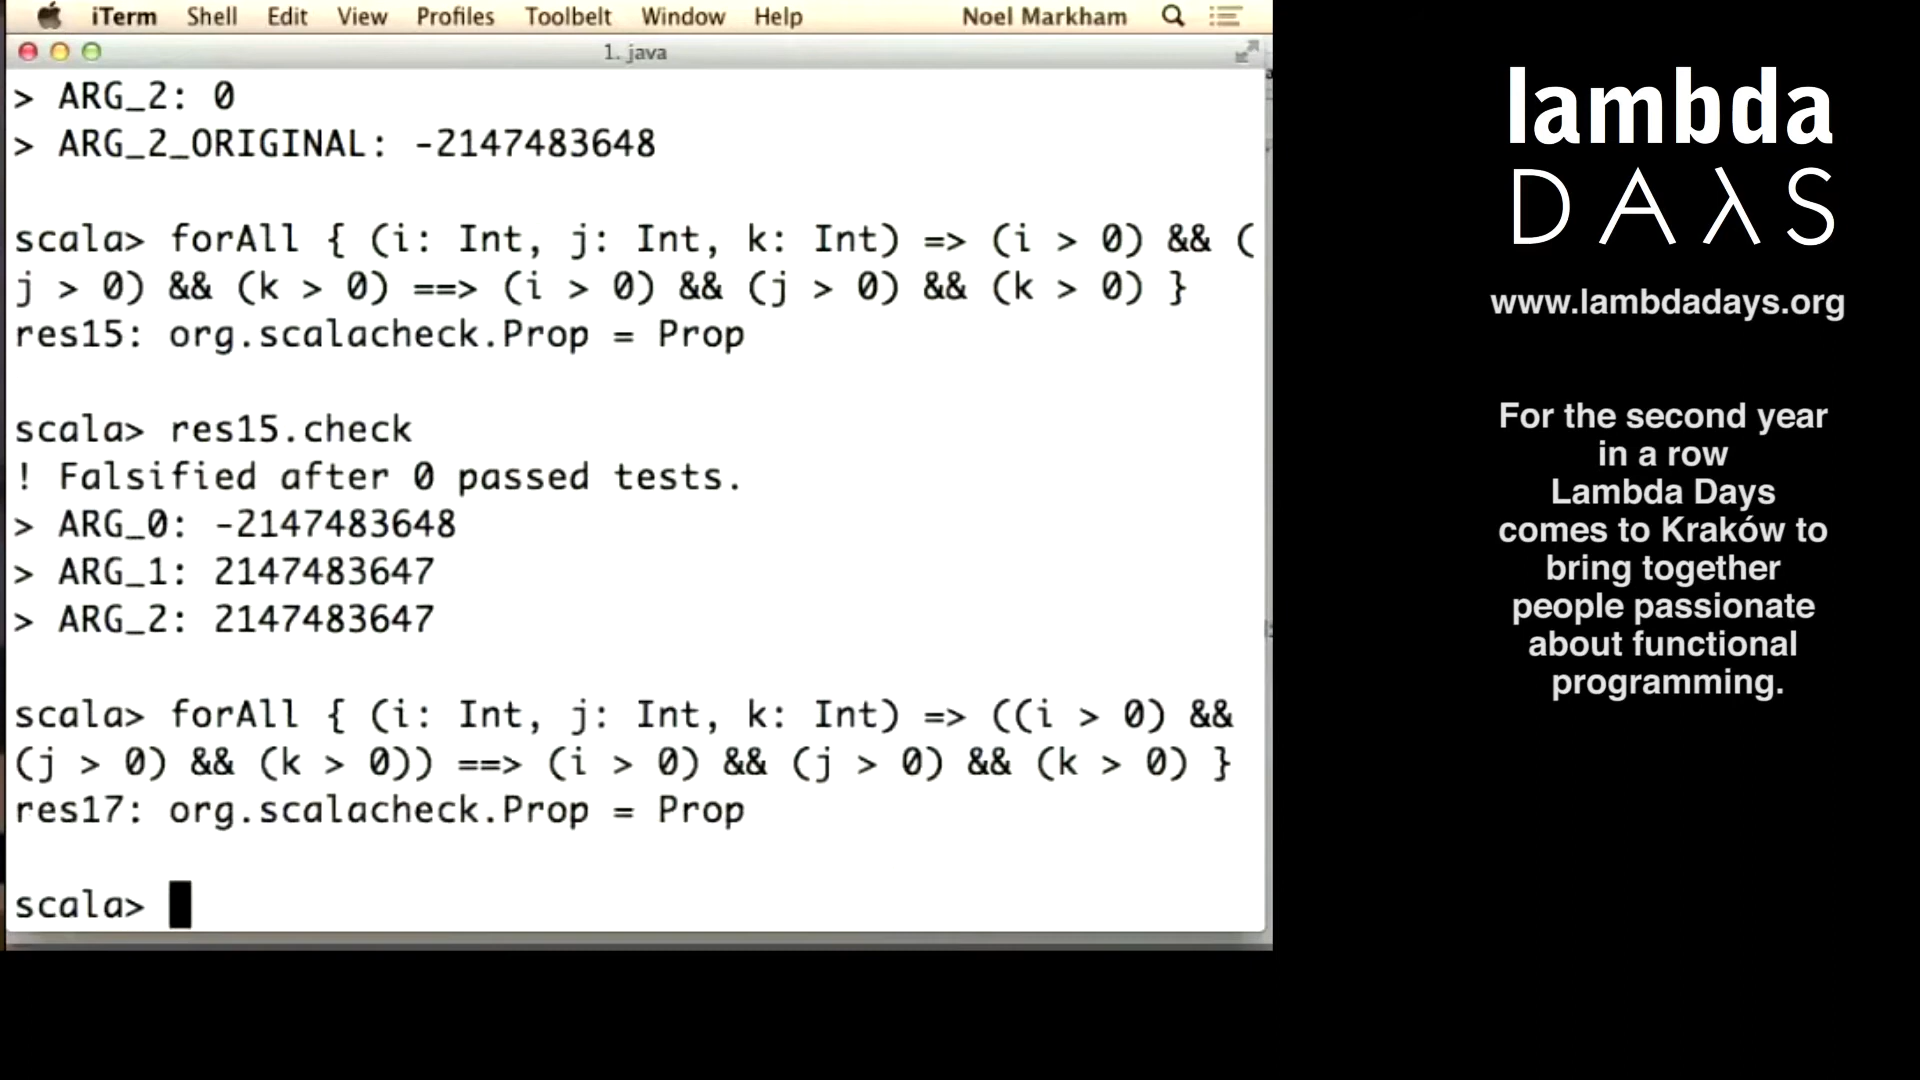 iTerm Shell Edit View Profiles Toolbelt Window Help Noel Markham
1. java
> ARG_2: 0
> ARG_2_ORIGINAL: -2147483648
scala> forAll { (i: Int, j: Int, k: Int) => (i > 0) && (
j > 0) && (k > 0) ==> (i > 0) && (j > 0) && (k > 0) }
res15: org.scalacheck.Prop = Prop
scala> res15.check
! Falsified after 0 passed tests.
> ARG_0: -2147483648
> ARG_1: 2147483647
> ARG_2: 2147483647
scala> forAll { (i: Int, j: Int, k: Int) => ((i > 0) &&
(j > 0) && (k > 0)) ==> (i > 0) && (j > 0) && (k > 0) }
res17: org.scalacheck.Prop = Prop
scala>
lambda
DAλS
www.lambdadays.org
For the second year
in a row
Lambda Days
comes to Kraków to
bring together
people passionate
about functional
programming.